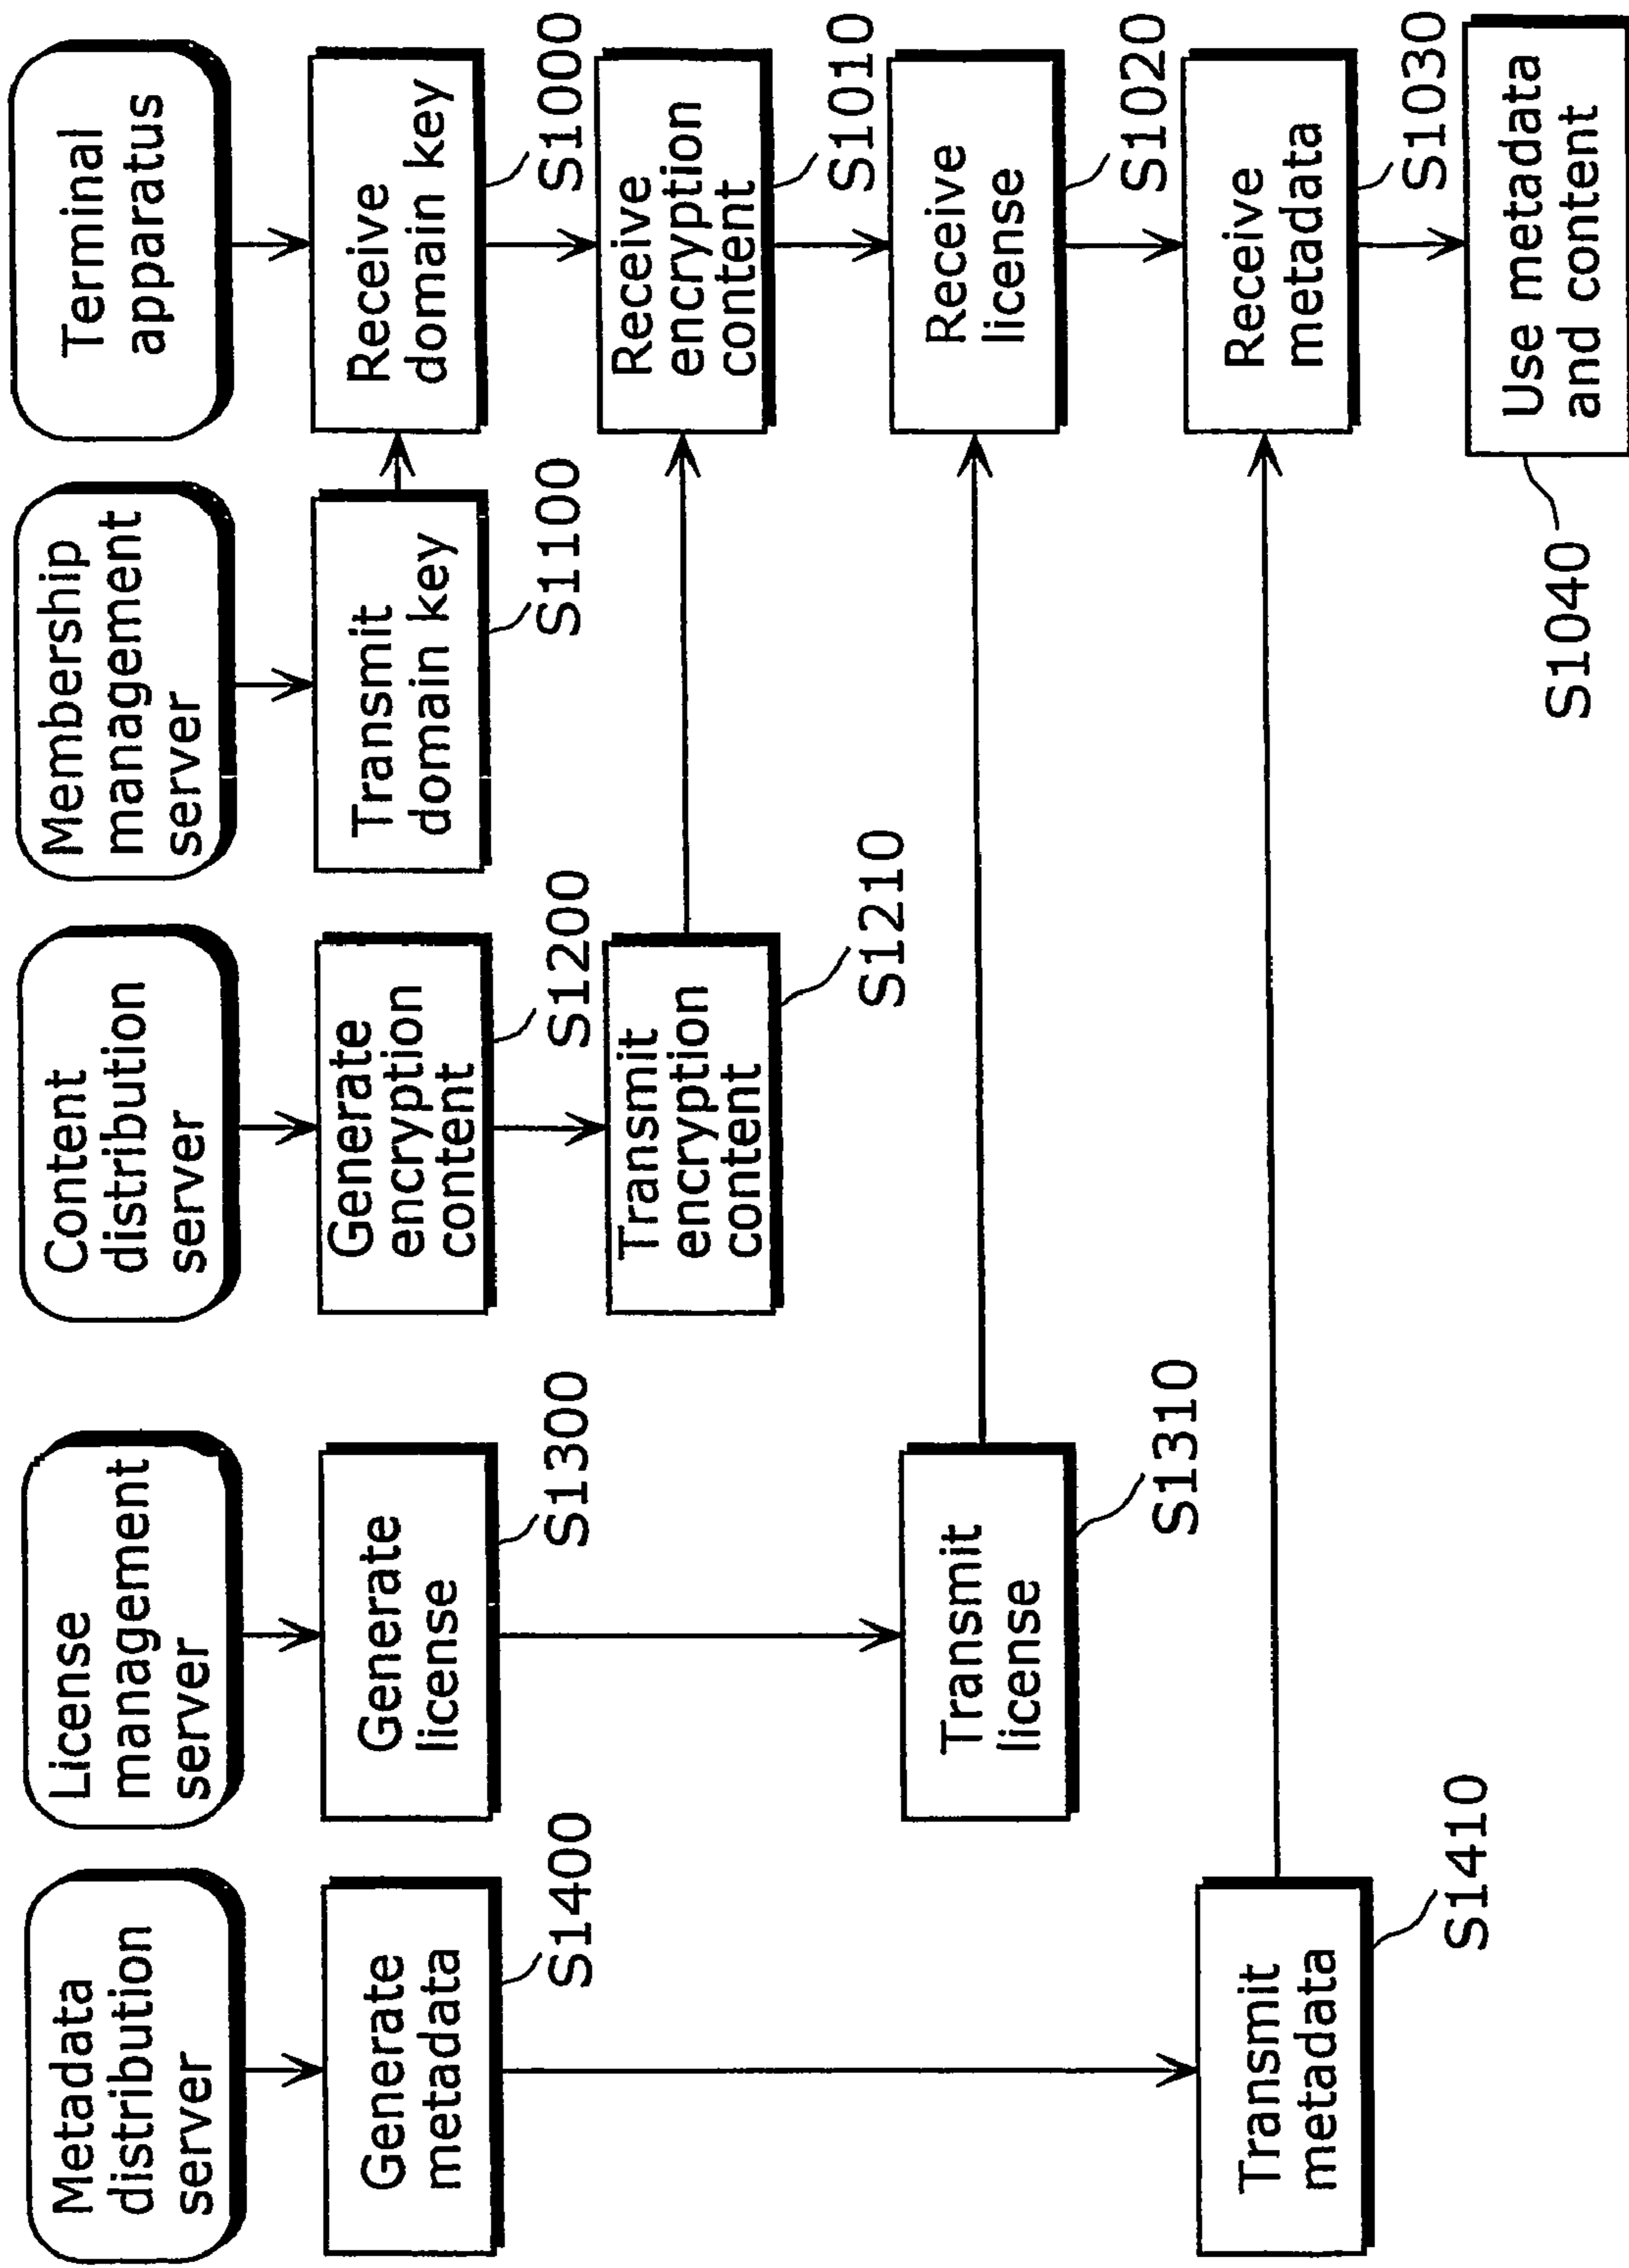 Metadata
distribution
server
License
management
server
Content
distribution
server
Membership
management
server
Terminal
apparatus
Generate
metadata
S1400
Generate
license
S1300
Generate
encryption
content
S1200
Transmit
domain key
S1100
Receive
domain key
S1000
Transmit
encryption
content
S1210
Receive
encryption
content
S1010
Transmit
license
S1310
Receive
license
S1020
Transmit
metadata
S1410
Receive
metadata
S1030
Use metadata
and content
S1040